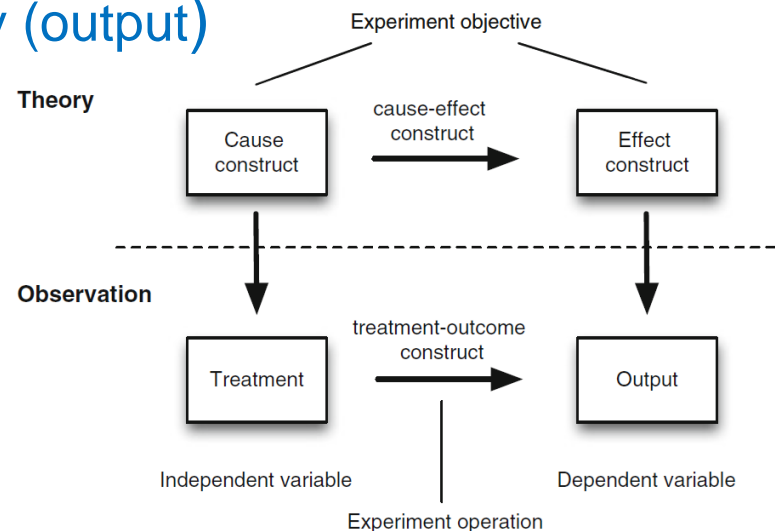 (output)
Experiment objective
Theory
cause-effect
construct
Cause
construct
Effect
construct
Observation
treatment-outcome
construct
Treatment
Output
Independent variable
Dependent variable
Experiment operation